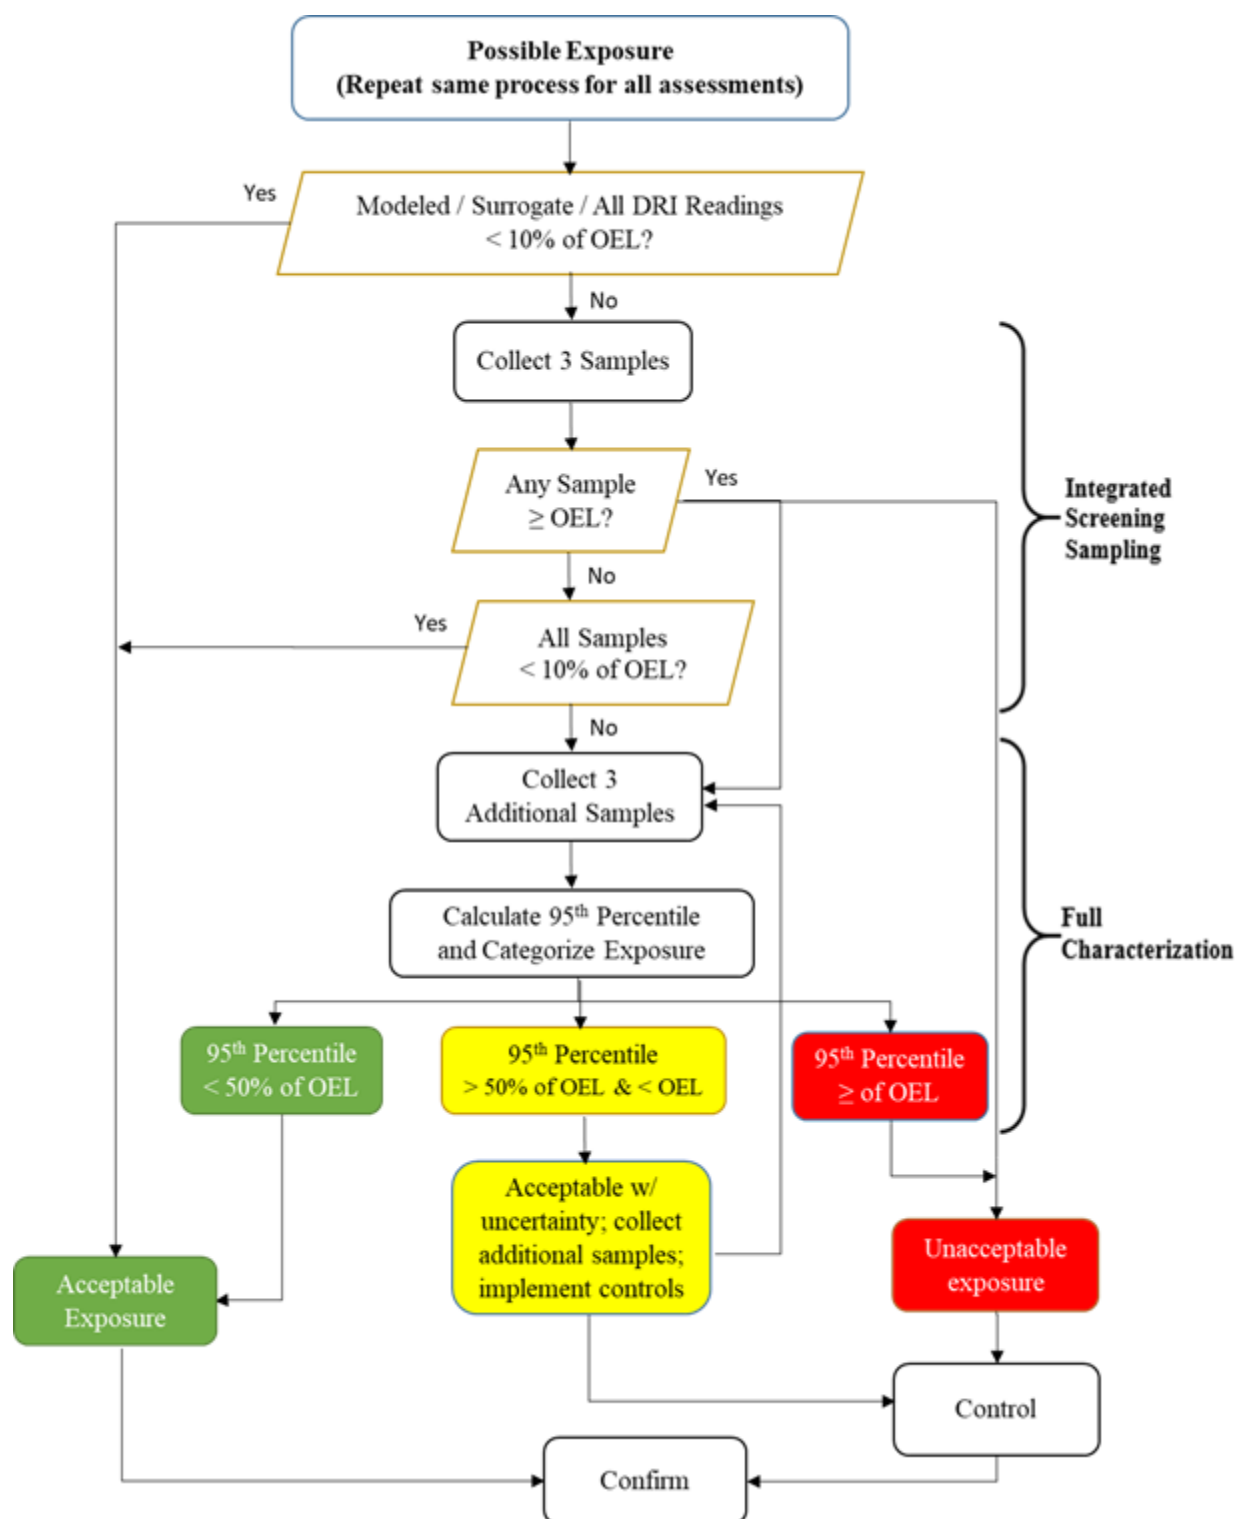 Possible Exposure
(Repeat same process for all assessments)
Yes
Modeled / Surrogate / All DRI Readings
< 10% of OEL?
No
Collect 3 Samples
Any Sample
≥ OEL?
Yes
Integrated
Screening
Sampling
No
Yes
All Samples
< 10% of OEL?
No
Collect 3
Additional Samples
Calculate 95th Percentile
and Categorize Exposure
Full
Characterization
95th Percentile
< 50% of OEL
95th Percentile
> 50% of OEL & < OEL
95th Percentile
≥ of OEL
Acceptable w/
uncertainty; collect
additional samples;
implement controls
Unacceptable
exposure
Acceptable
Exposure
Control
Confirm